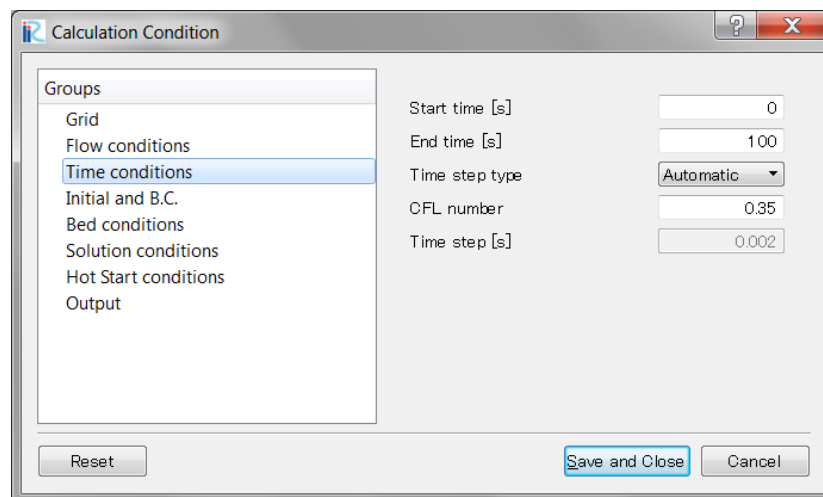 iRIC Calculation Condition
Groups
Grid
Flow conditions
Time conditions
Initial and B.C.
Bed conditions
Solution conditions
Hot Start conditions
Output
Start time [s] 0
End time [s] 100
Time step type Automatic
CFL number 0.35
Time step [s] 0.002
Reset Save and Close Cancel